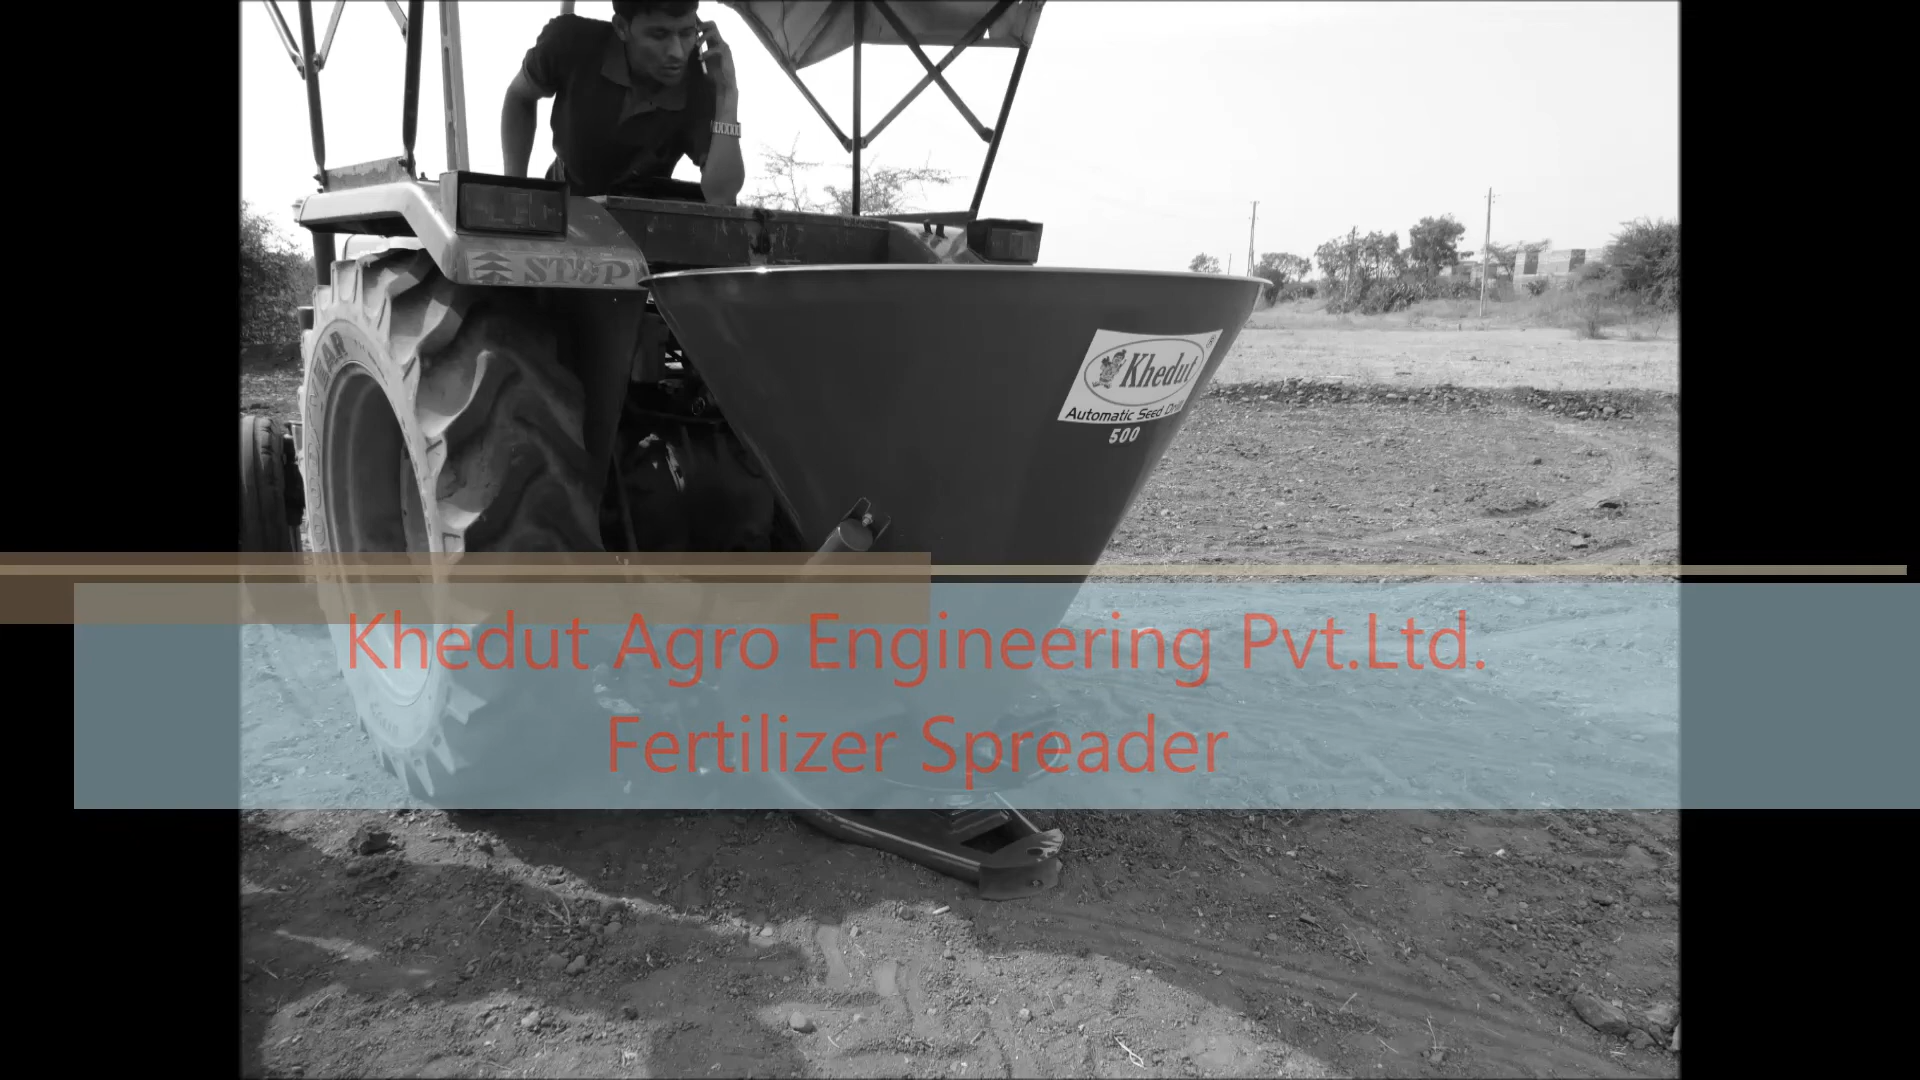 STOP
Khedut
Automatic Seed Drill
500
Khedut Agro Engineering Pvt.Ltd.
Fertilizer Spreader